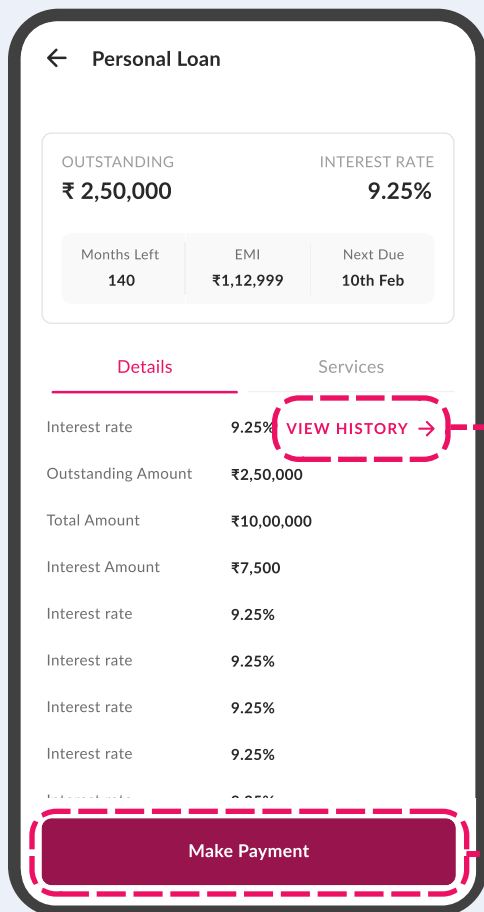 Personal Loan
OUTSTANDING INTEREST RATE
₹ 2,50,000 9.25%
Months Left EMI Next Due
140 ₹1,12,999 10th Feb
Details Services
Interest rate 9.25% VIEW HISTORY →
Outstanding Amount ₹2,50,000
Total Amount ₹10,00,000
Interest Amount ₹7,500
Interest rate 9.25%
Interest rate 9.25%
Interest rate 9.25%
Interest rate 9.25%
Make Payment